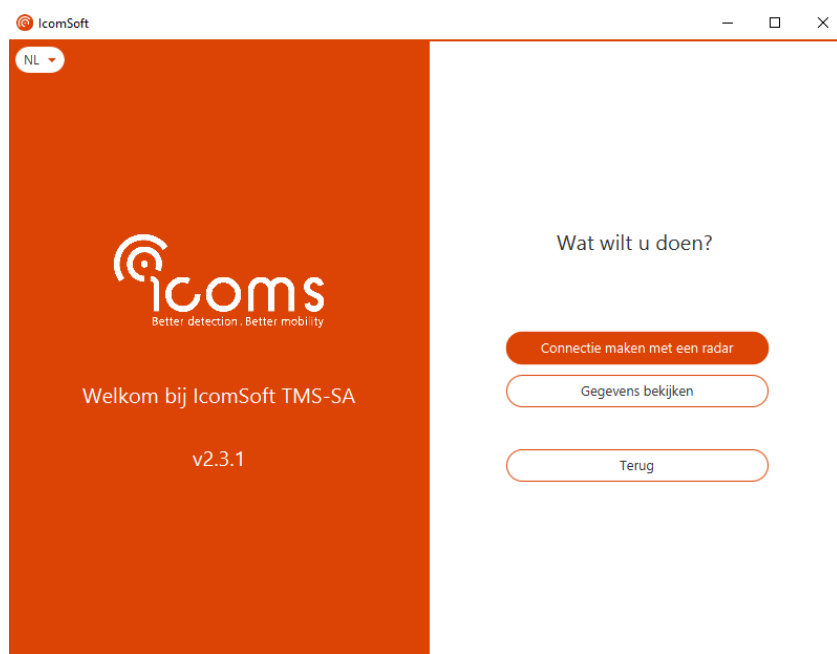 IcomSoft
NL
icoms
Better detection. Better mobility
Welkom bij IcomSoft TMS-SA
v2.3.1
Wat wilt u doen?
Connectie maken met een radar
Gegevens bekijken
Terug